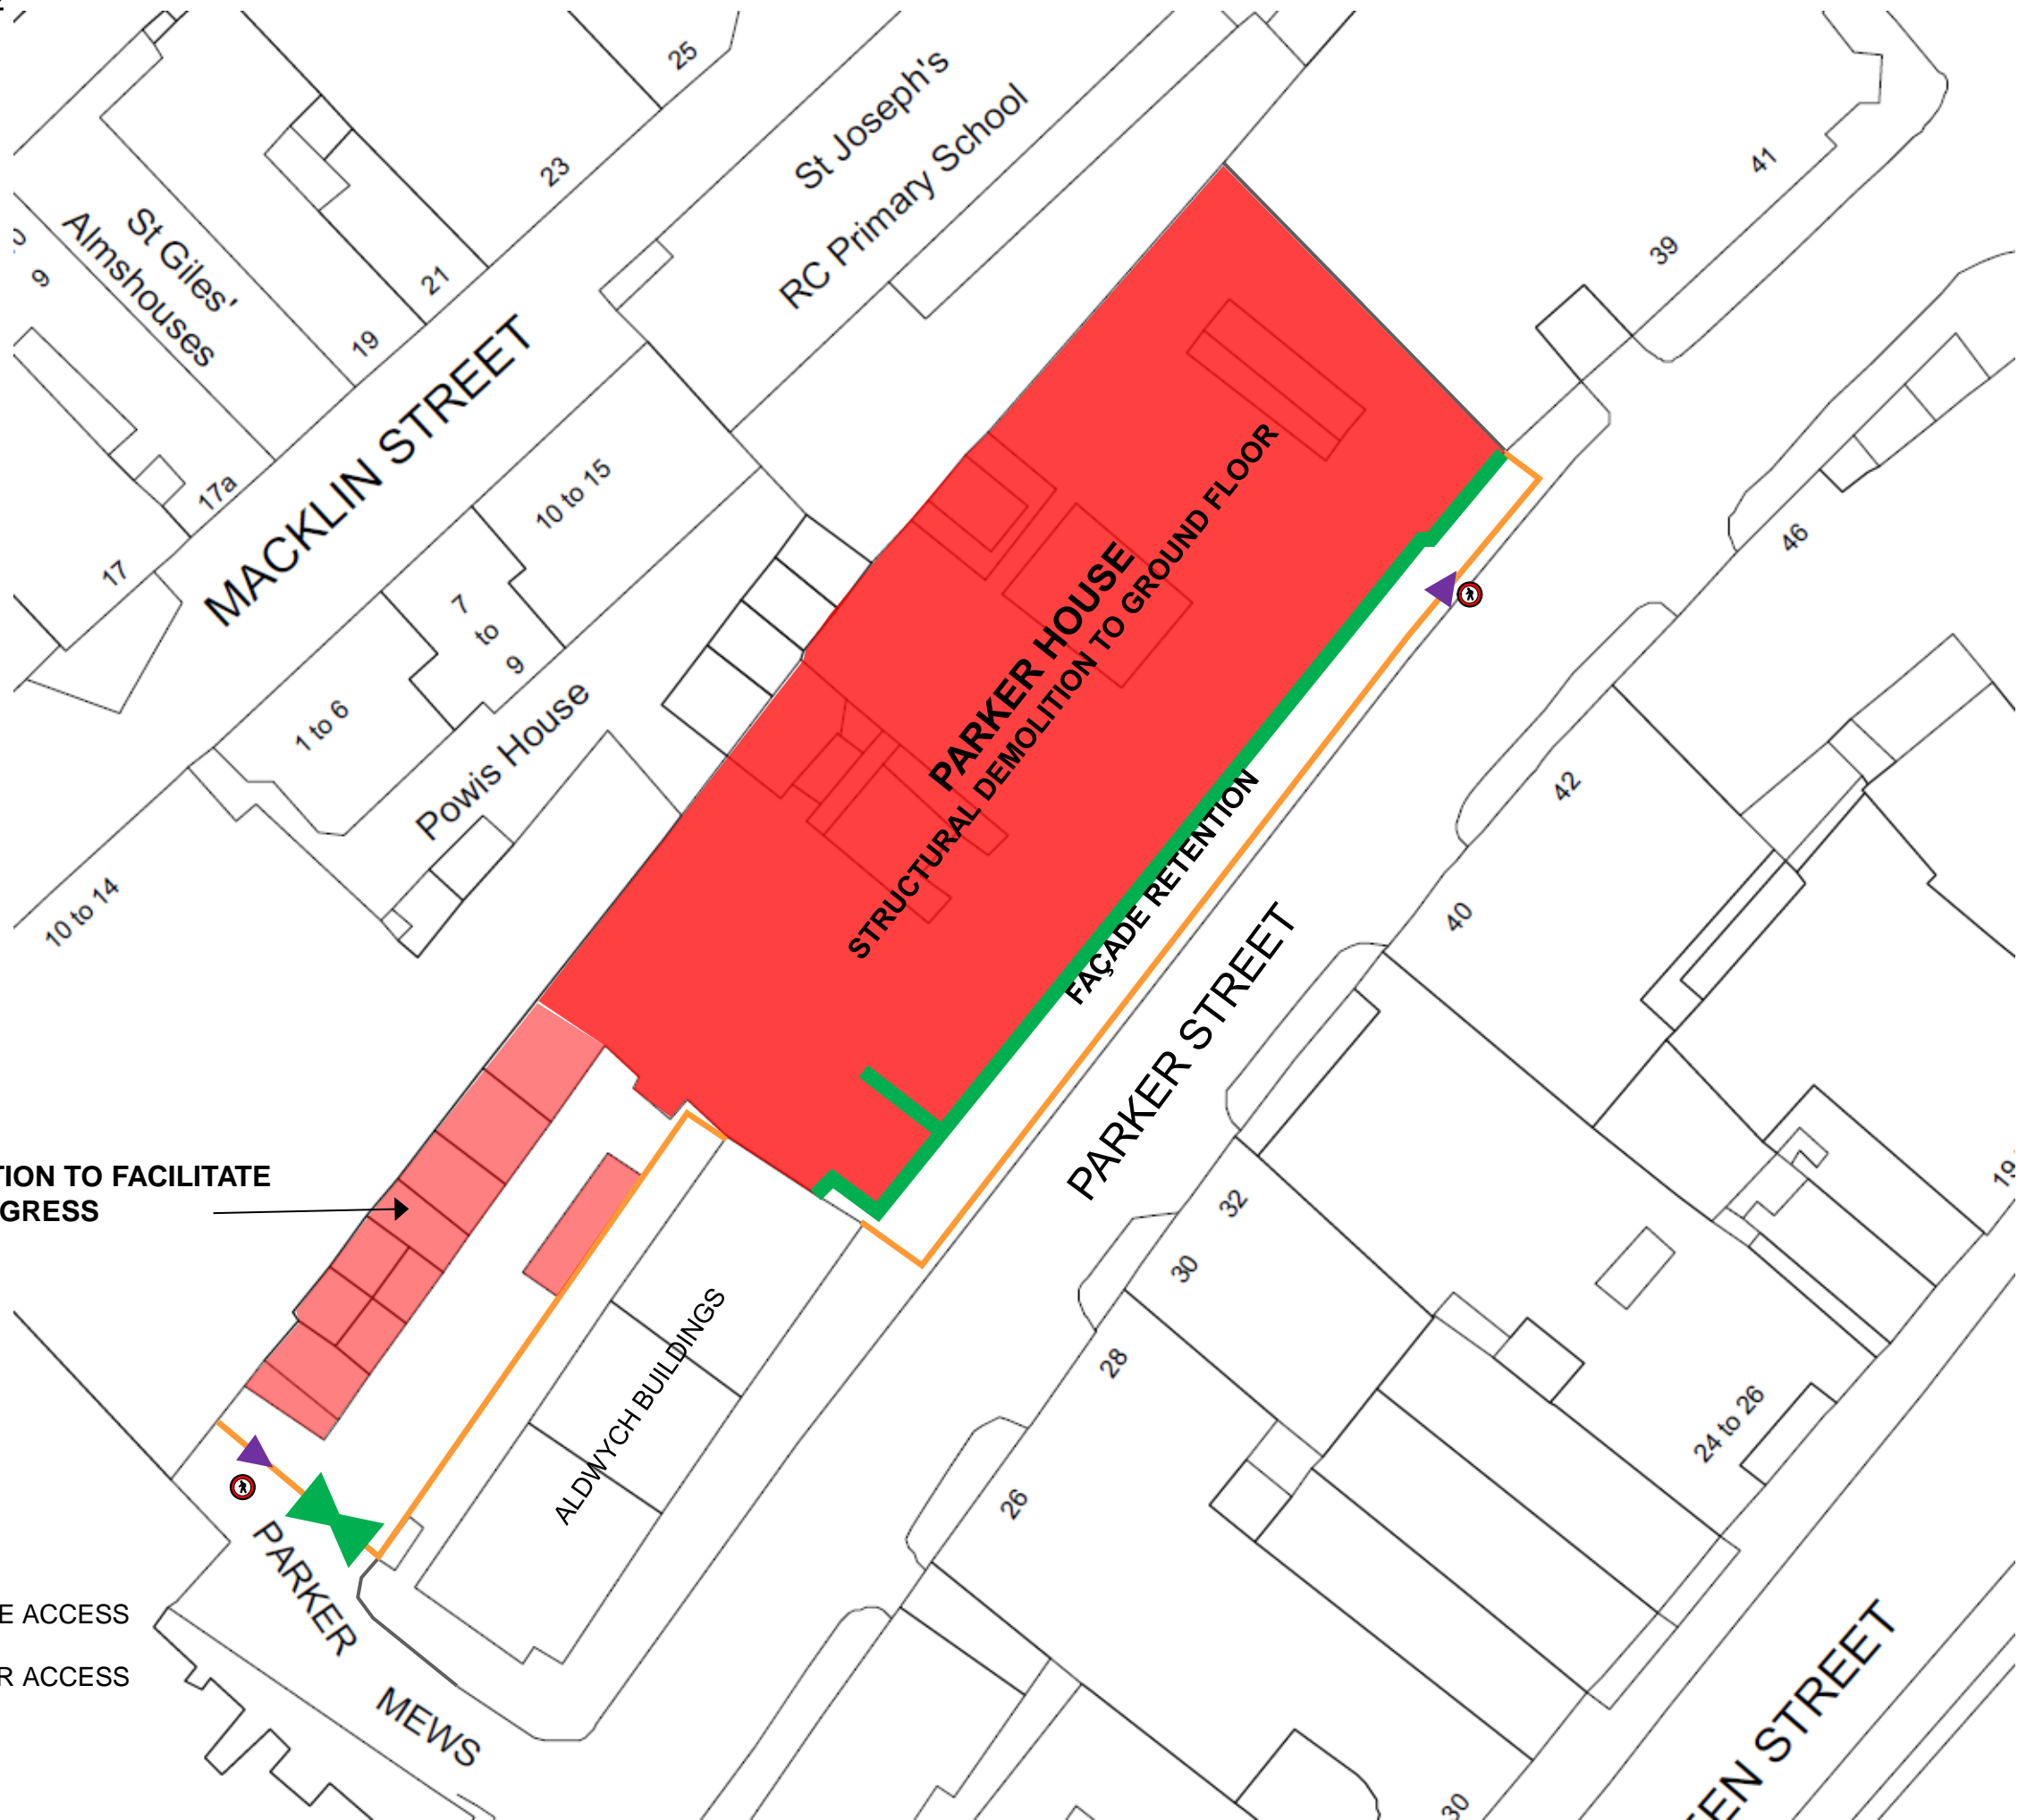 25
St Joseph's
RC Primary School
23
41
39
St Giles'
Almshouses
9
21
19
MACKLIN STREET
17a
10 to 15
17
7
to
9
1 to 6
Powis House
10 to 14
46
PARKER HOUSE
STRUCTURAL DEMOLITION TO GROUND FLOOR
FAÇADE RETENTION
42
40
PARKER STREET
32
30
28
26
24 to 26
19
TION TO FACILITATE
GRESS
ALDWYCH BUILDINGS
PARKER
MEWS
E ACCESS
R ACCESS
EEN STREET
30